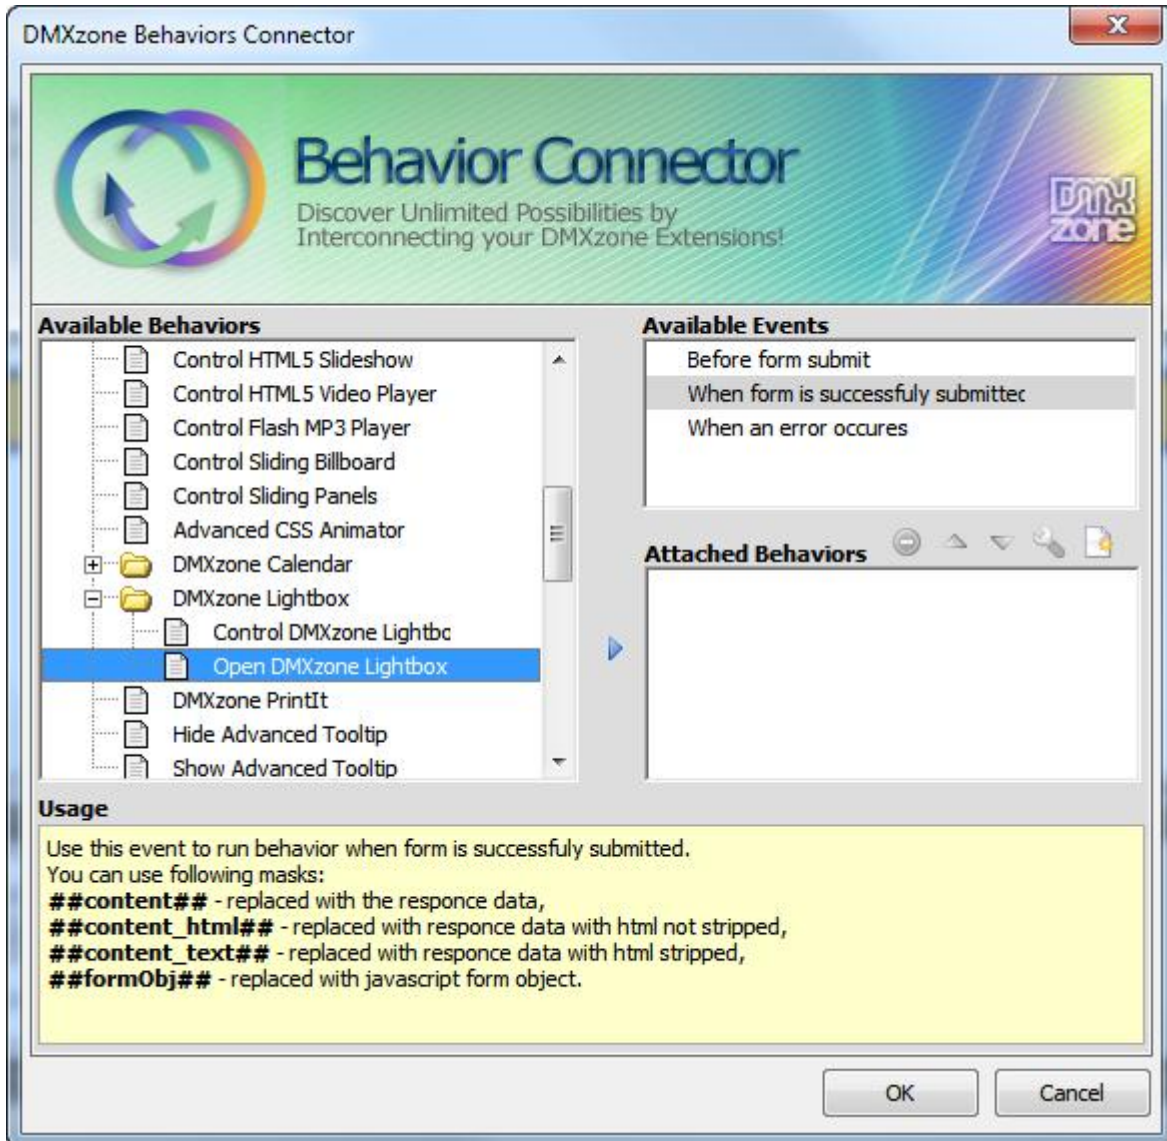 DMXzone Behaviors Connector
Behavior Connector
Discover Unlimited Possibilities by
Interconnecting your DMXzone Extensions!
DMX
zone
Available Behaviors
Control HTML5 Slideshow
Control HTML5 Video Player
Control Flash MP3 Player
Control Sliding Billboard
Control Sliding Panels
Advanced CSS Animator
DMXzone Calendar
DMXzone Lightbox
Control DMXzone Lightbc
Open DMXzone Lightbox
DMXzone PrintIt
Hide Advanced Tooltip
Show Advanced Tooltip
Available Events
Before form submit
When form is successfuly submittec
When an error occures
Attached Behaviors
Usage
Use this event to run behavior when form is successfuly submitted.
You can use following masks:
##content## - replaced with the responce data,
##content_html## - replaced with responce data with html not stripped,
##content_text## - replaced with responce data with html stripped,
##formObj## - replaced with javascript form object.
OK
Cancel